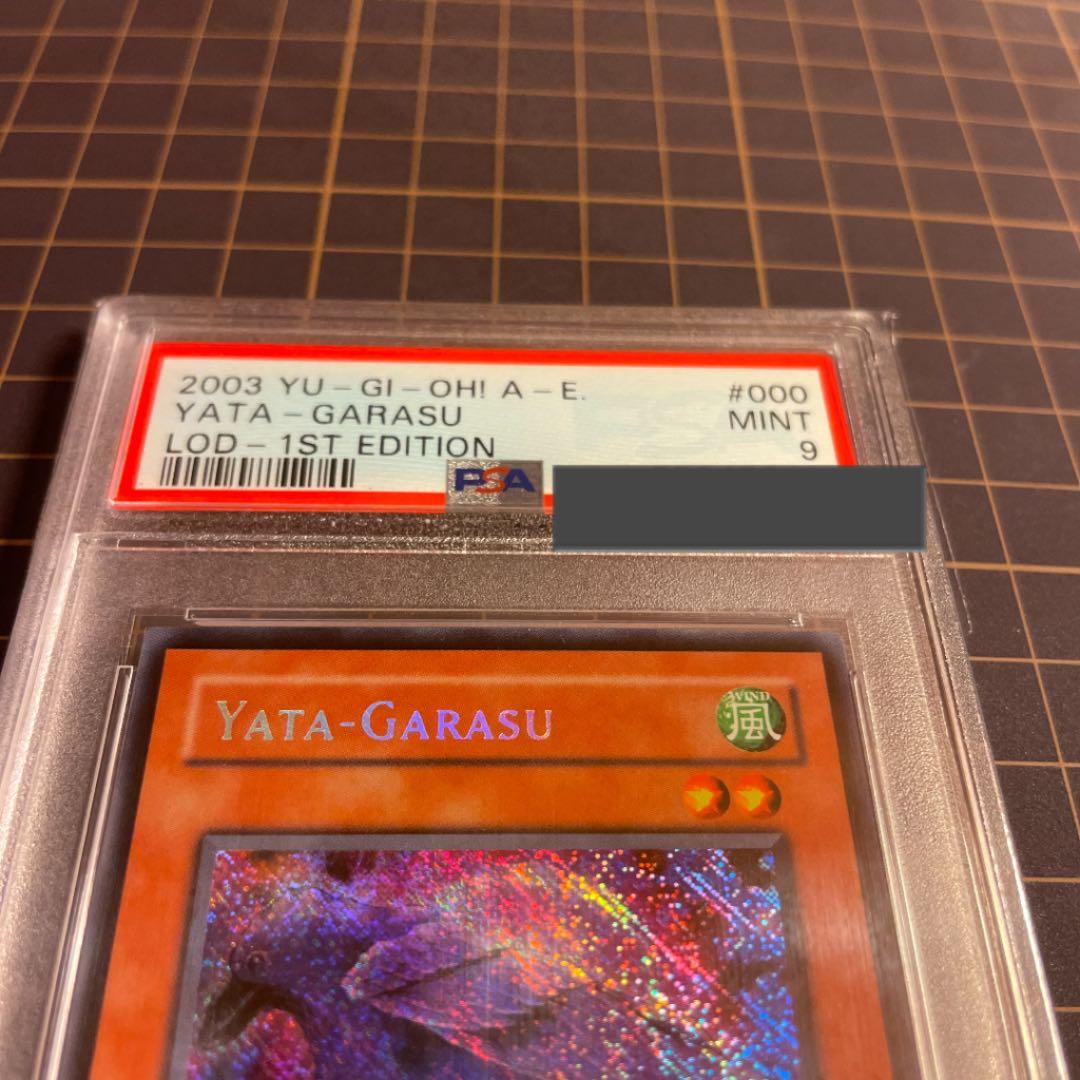 2003 YU-GI-OH! A-E. #000
YATA-GARASU MINT
LOD-1ST EDITION 9
PSA
YATA-GARASU
WIND
風